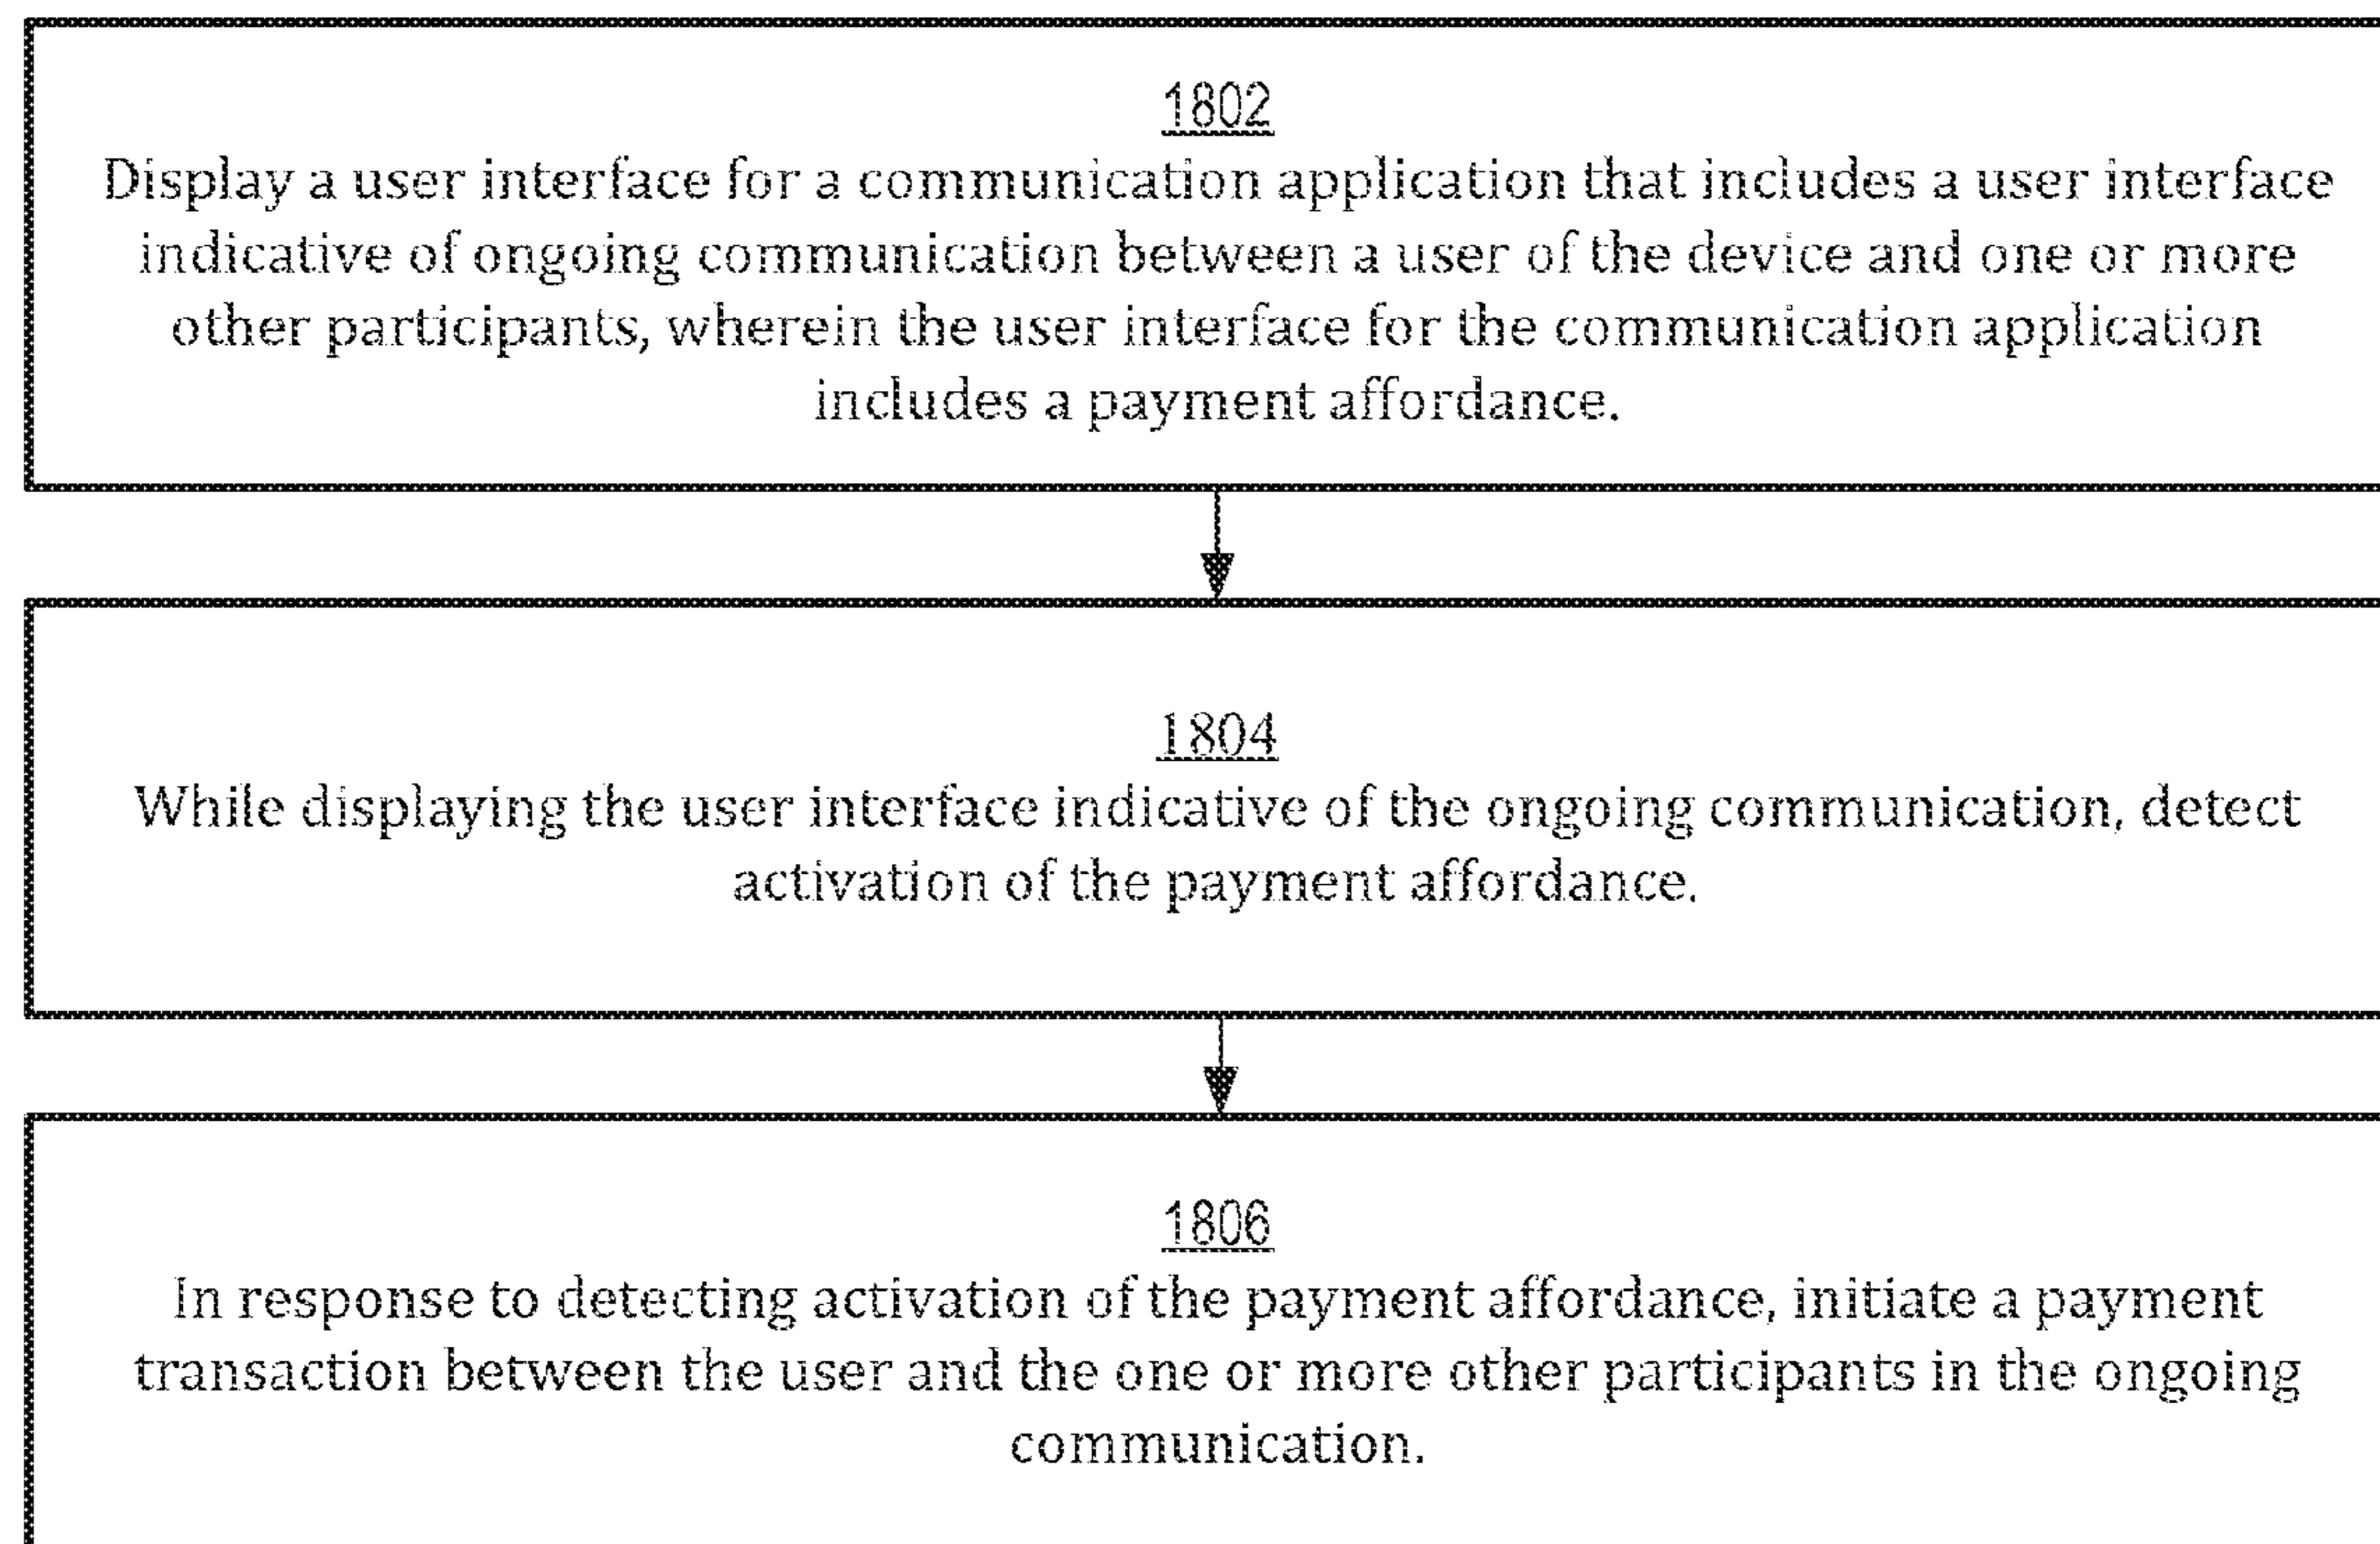 1802
Display a user interface for a communication application that includes a user interface
indicative of ongoing communication between a user of the device and one or more
other participants, wherein the user interface for the communication application
includes a payment affordance.
1804
While displaying the user interface indicative of the ongoing communication, detect
activation of the payment affordance.
1806
In response to detecting activation of the payment affordance, initiate a payment
transaction between the user and the one or more other participants in the ongoing
communication.